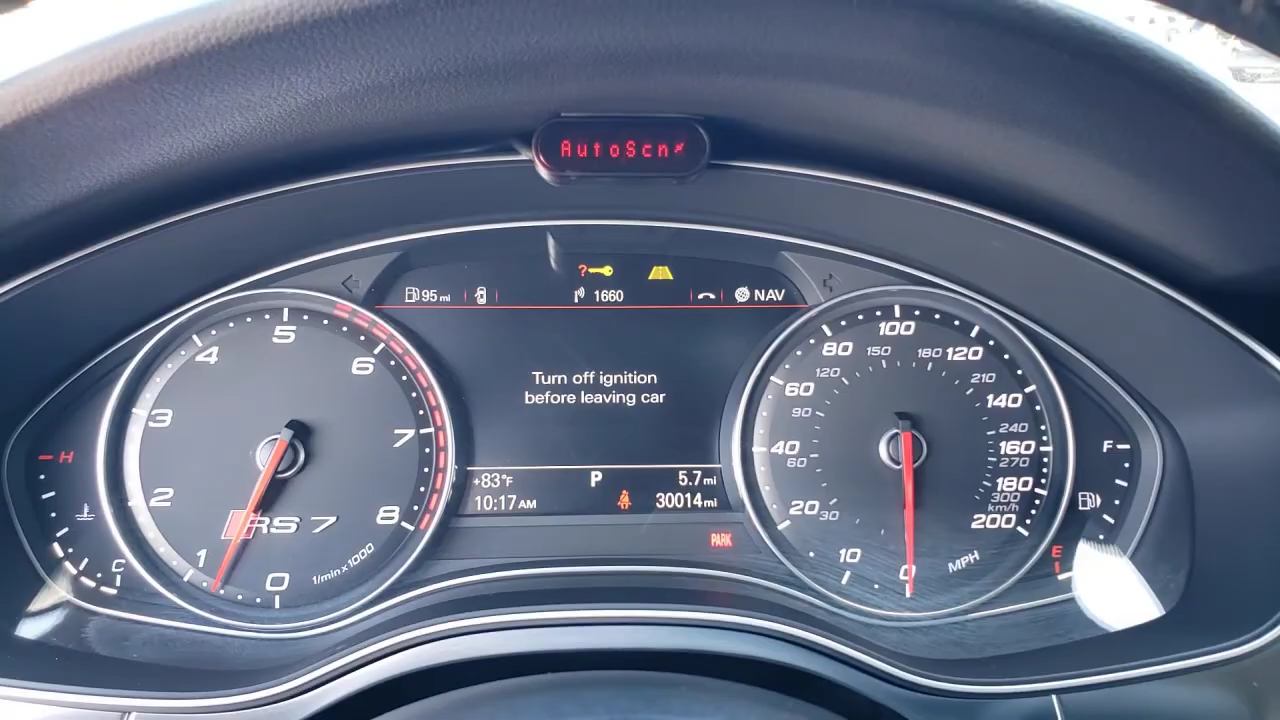 AutoScn
? 
95 mi
1660
NAV
Turn off ignition
before leaving car
+83°F
P
5.7 mi
10:17 AM
30014 mi
PARK
H
C
0
1
2
3
4
5
6
7
8
RS 7
1/min x 1000
0
10
20
40
60
80
100
120
140
160
180
200
MPH
30
60
90
120
150
180
210
240
270
300
km/h
F
E